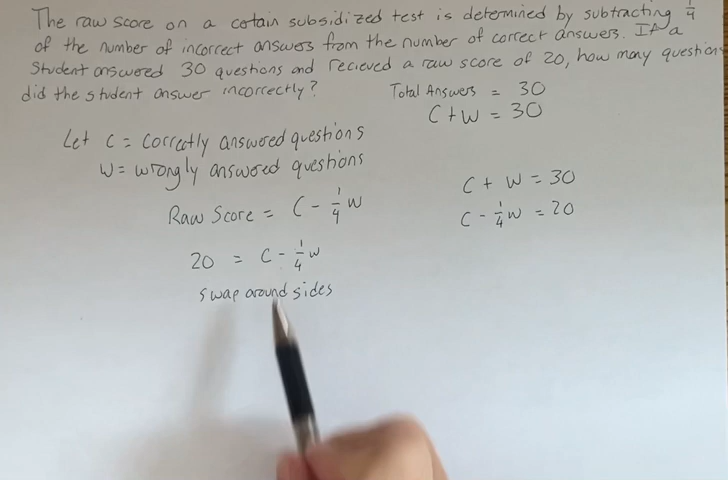 The raw score on a cetain subsidized test is determined by subtracting 1/4
of the number of incorrect answers from the number of correct answers. If a
student answered 30 questions and recieved a raw score of 20, how many questions
did the student answer incorrectly?
Total Answers = 30
C + W = 30
Let C = Correctly answered questions
W = wrongly answered questions
Raw Score = C - 1/4 W
20 = C - 1/4 W
swap around sides
C + W = 30
C - 1/4 W = 20